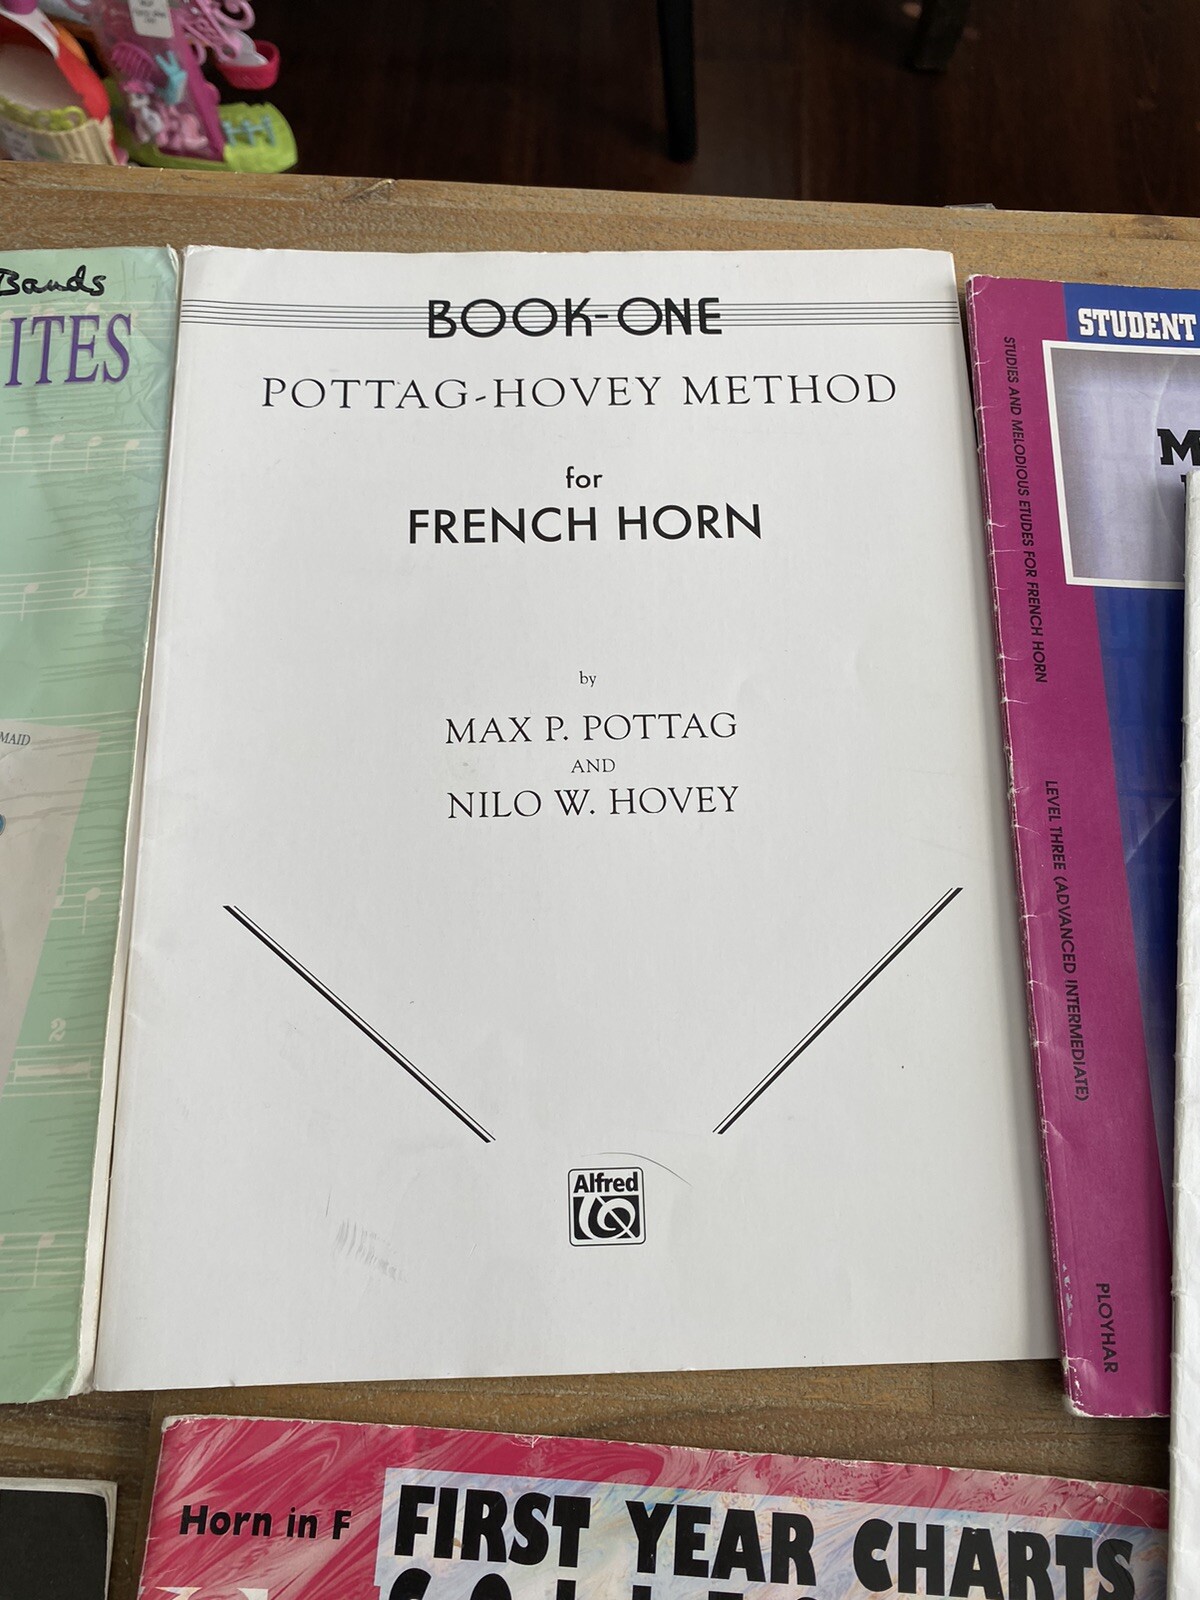 Bands
ITES
MAID
2
BOOK-ONE
POTTAG-HOVEY METHOD
for
FRENCH HORN
by
MAX P. POTTAG
AND
NILO W. HOVEY
Alfred
STUDENT
M
STUDIES AND MELODIOUS ETUDES FOR FRENCH HORN
LEVEL THREE (ADVANCED INTERMEDIATE)
PLOYHAR
Horn in F
FIRST YEAR CHARTS